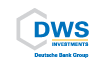 DWS
INVESTMENTS
Deutsche Bank Group